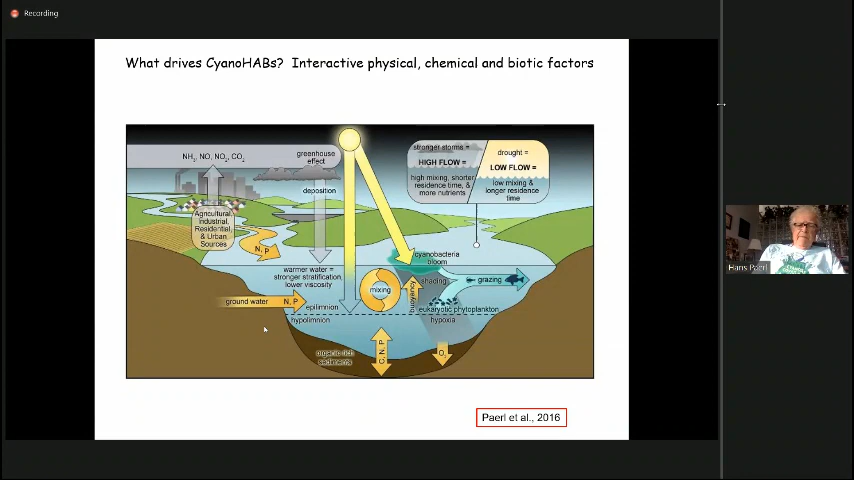 Recording
What drives CyanoHABs? Interactive physical, chemical and biotic factors
NH3, NO, NO2, CO2
greenhouse
effect
deposition
stronger storms =
HIGH FLOW =
high mixing, shorter
residence time, &
more nutrients
drought =
LOW FLOW =
low mixing &
longer residence
time
Agricultural,
Industrial,
Residential,
& Urban
Sources
N, P
warmer water =
stronger stratification,
lower viscosity
cyanobacteria
bloom
mixing
shading
buoyancy
grazing
ground water N, P
epilimnion
hypolimnion
eukaryotic phytoplankton
hypoxia
organic rich
sediments
C, N, P
O2
Paerl et al., 2016
Hans Paerl